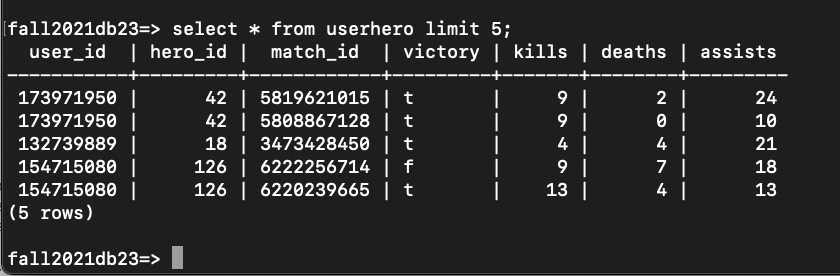 fall2021db23=> select * from userhero limit 5;
  user_id  | hero_id |  match_id  | victory | kills | deaths | assists
-----------+---------+------------+---------+-------+--------+---------
 173971950 |      42 | 5819621015 | t       |     9 |      2 |      24
 173971950 |      42 | 5808867128 | t       |     9 |      0 |      10
 132739889 |      18 | 3473428450 | t       |     4 |      4 |      21
 154715080 |     126 | 6222256714 | f       |     9 |      7 |      18
 154715080 |     126 | 6220239665 | t       |    13 |      4 |      13
(5 rows)
fall2021db23=>